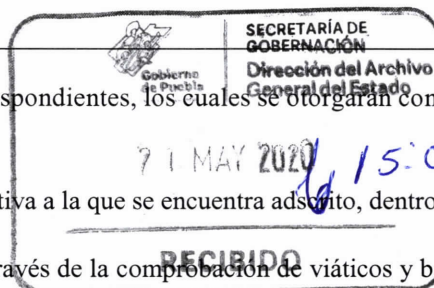 SECRETARÍA DE
GOBERNACIÓN
Gobierno
de Puebla
Dirección del Archivo
General del Estado
spondientes, los cuales se otorgarán con
21 MAY 2020
15:0
tiva a la que se encuentra adscrito, dentro
RECIBIDO
ravés de la comprobación de viáticos y b